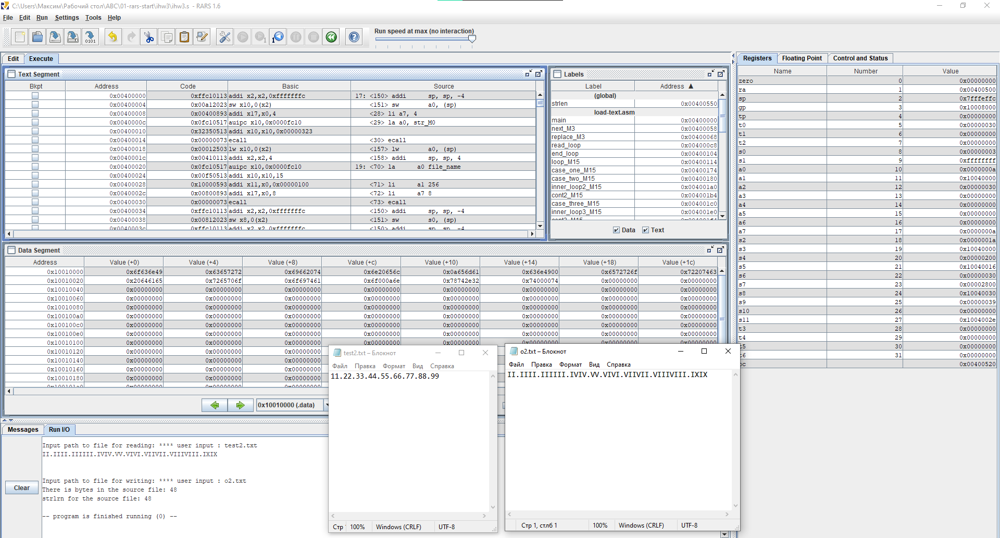 C:\Users\Максим\Рабочий стол\ABC\01-rars-start\ihw3\ihw3.s - RARS 1.6
File Edit Run Settings Tools Help
Run speed at max (no interaction)
Edit Execute
Text Segment
Bkpt Address Code Basic Source
0x00400000 0xffc10113 addi x2,x2,0xfffffffc 17: <150> addi sp, sp, -4
0x00400004 0x00a12023 sw x10,0(x2) <151> sw a0, (sp)
0x00400008 0x00400893 addi x17,x0,4 <28> li a7, 4
0x0040000c 0x0fc10517 auipc x10,0x0000fc10 <29> la a0, str_M0
0x00400010 0x32350513 addi x10,x10,0x00000323
0x00400014 0x00000073 ecall <30> ecall
0x00400018 0x00012503 lw x10,0(x2) <157> lw a0, (sp)
0x0040001c 0x00410113 addi x2,x2,4 <158> addi sp, sp, 4
0x00400020 0x0fc10517 auipc x10,0x0000fc10 19: <70> la a0 file_name
0x00400024 0x00f50513 addi x10,x10,15
0x00400028 0x10000593 addi x11,x0,0x00000100 <71> li a1 256
0x0040002c 0x00800893 addi x17,x0,8 <72> li a7 8
0x00400030 0x00000073 ecall <73> ecall
0x00400034 0xffc10113 addi x2,x2,0xfffffffc <150> addi sp, sp, -4
0x00400038 0x00812023 sw x8,0(x2) <151> sw s0, (sp)
0x0040003c 0xffc10113 addi x2,x2,0xfffffffc <150> addi sp, sp, -4
Labels
Label Address ▲
(global)
strlen 0x00400550
load-text.asm
main 0x00400000
next_M3 0x00400058
replace_M3 0x00400068
read_loop 0x004000c8
end_loop 0x00400104
loop_M15 0x00400114
case_one_M15 0x00400174
case_two_M15 0x00400180
inner_loop2_M15 0x004001a0
cont2_M15 0x004001b4
case_three_M15 0x004001c0
inner_loop3_M15 0x004001e0
Data Text
Data Segment
Address Value (+0) Value (+4) Value (+8) Value (+c) Value (+10) Value (+14) Value (+18) Value (+1c)
0x10010000 0x6f636e49 0x63657272 0x69662074 0x6e20656c 0x0a656d61 0x636e4900 0x6572726f 0x72207463
0x10010020 0x20646165 0x7265706f 0x6f697461 0x6f000a6e 0x78742e32 0x74000074 0x00000000 0x00000000
0x10010040 0x00000000 0x00000000 0x00000000 0x00000000 0x00000000 0x00000000 0x00000000 0x00000000
0x10010060 0x00000000 0x00000000 0x00000000 0x00000000 0x00000000 0x00000000 0x00000000 0x00000000
0x10010080 0x00000000 0x00000000 0x00000000 0x00000000 0x00000000 0x00000000 0x00000000 0x00000000
0x100100a0 0x00000000 0x00000000 0x00000000 0x00000000 0x00000000 0x00000000 0x00000000 0x00000000
0x100100c0 0x00000000 0x00000000 0x00000000 0x00000000 0x00000000 0x00000000 0x00000000 0x00000000
0x100100e0 0x00000000 0x00000000 0x00000000 0x00000000 0x00000000 0x00000000 0x00000000 0x00000000
0x10010100 0x00000000 0x00000000 0x00000000 0x00000000 0x00000000 0x00000000 0x00000000 0x00000000
0x10010120 0x00000000 0x00000000 0x00000000
0x10010140 0x00000000 0x00000000 0x00000000
0x10010160 0x00000000 0x00000000 0x00000000
0x10010180 0x00000000 0x00000000 0x00000000
0x10010000 (.data)
Messages Run I/O
Clear
Input path to file for reading: **** user input : test2.txt
II.IIII.IIIIII.IVIV.VV.VIVI.VIIVII.VIIIVIII.IXIX
Input path to file for writing: **** user input : o2.txt
There is bytes in the source file: 48
strlrn for the source file: 48
-- program is finished running (0) --
test2.txt – Блокнот
Файл Правка Формат Вид Справка
11.22.33.44.55.66.77.88.99
Стр 100% Windows (CRLF) UTF-8
o2.txt – Блокнот
Файл Правка Формат Вид Справка
II.IIII.IIIIII.IVIV.VV.VIVI.VIIVII.VIIIVIII.IXIX
Стр 1, стлб 1 100% Windows (CRLF) UTF-8
Registers Floating Point Control and Status
Name Number Value
zero 0 0x00000000
ra 1 0x00400500
sp 2 0x7fffeffc
gp 3 0x10008000
tp 4 0x00000000
t0 5 0x00000030
t1 6 0x00000000
t2 7 0x00000000
s0 8 0x00000003
s1 9 0xffffffff
a0 10 0x0000000a
a1 11 0x10040000
a2 12 0x00000030
a3 13 0x00000000
a4 14 0x00000000
a5 15 0x00000000
a6 16 0x00000000
a7 17 0x0000000a
s2 18 0x0000001a
s3 19 0x10040000
s4 20 0x00000200
s5 21 0x10040016
s6 22 0x00000030
s7 23 0x00002800
s8 24 0x10040030
s9 25 0x00000039
s10 26 0x00000000
s11 27 0x1004002e
t3 28 0x00000000
t4 29 0x00000000
t5 30 0x00000000
t6 31 0x00000000
pc 0x00400520